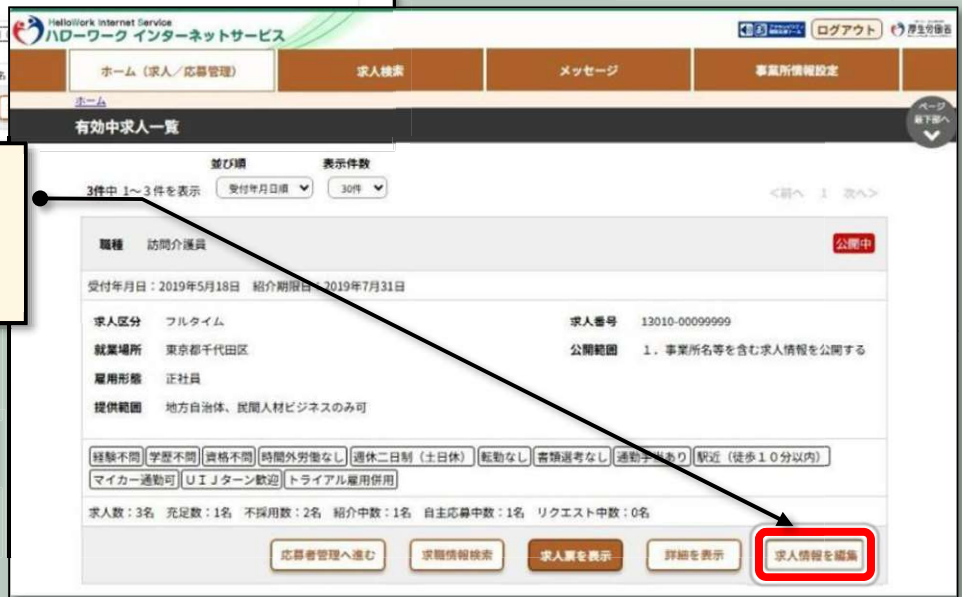 HelloWork Internet Service
ハローワーク インターネットサービス
ログアウト
厚生労働省
ホーム（求人／応募管理）
求人検索
メッセージ
事業所情報設定
ホーム
ページ
最下部へ
有効中求人一覧
並び順 表示件数
3件中 1～3件を表示 受付年月日順 30件
<前へ 1 次へ>
職種 訪問介護員
公開中
受付年月日：2019年5月18日 紹介期限日：2019年7月31日
求人区分 フルタイム 求人番号 13010-00099999
就業場所 東京都千代田区 公開範囲 1．事業所名等を含む求人情報を公開する
雇用形態 正社員
提供範囲 地方自治体、民間人材ビジネスのみ可
経験不問 学歴不問 資格不問 時間外労働なし 週休二日制（土日休） 転勤なし 書類選考なし 通勤手当あり 駅近（徒歩１０分以内）
マイカー通勤可 ＵＩＪターン歓迎 トライアル雇用併用
求人数：3名 充足数：1名 不採用数：2名 紹介中数：1名 自主応募中数：1名 リクエスト中数：0名
応募者管理へ進む 求職情報検索 求人票を表示 詳細を表示 求人情報を編集